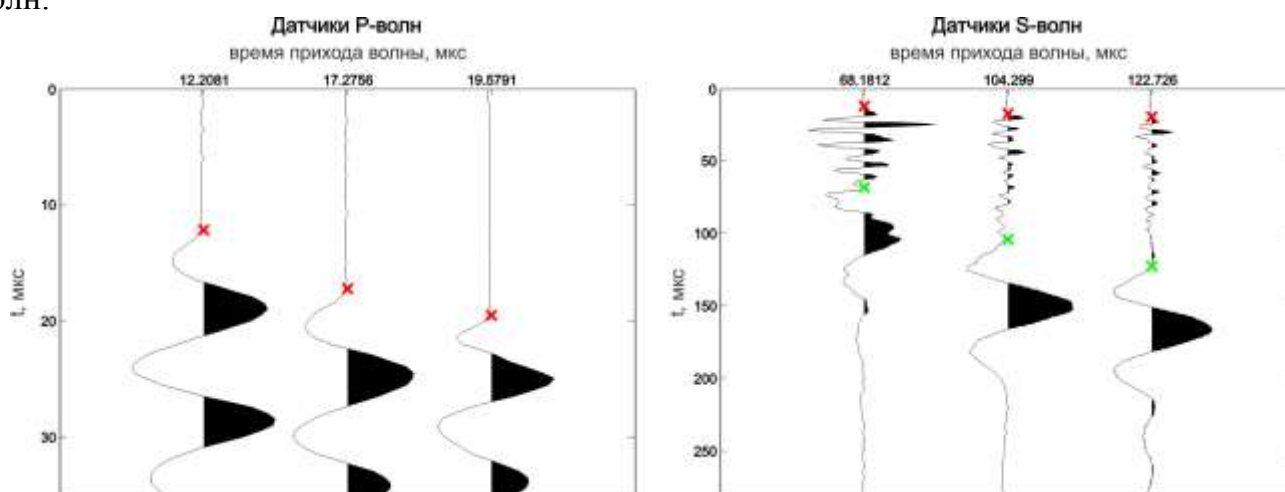 олн.
Датчики P-волн
время прихода волны, мкс
12.2081 17.2756 19.5791
0
10
20
30
t, мкс
Датчики S-волн
время прихода волны, мкс
68.1812 104.299 122.726
0
50
100
150
200
250
t, мкс